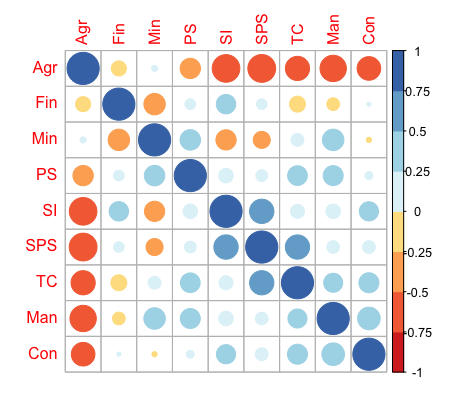 Agr Fin Min PS SI SPS TC Man Con
Agr
Fin
Min
PS
SI
SPS
TC
Man
Con
1
0.75
0.5
0.25
0
-0.25
-0.5
-0.75
-1